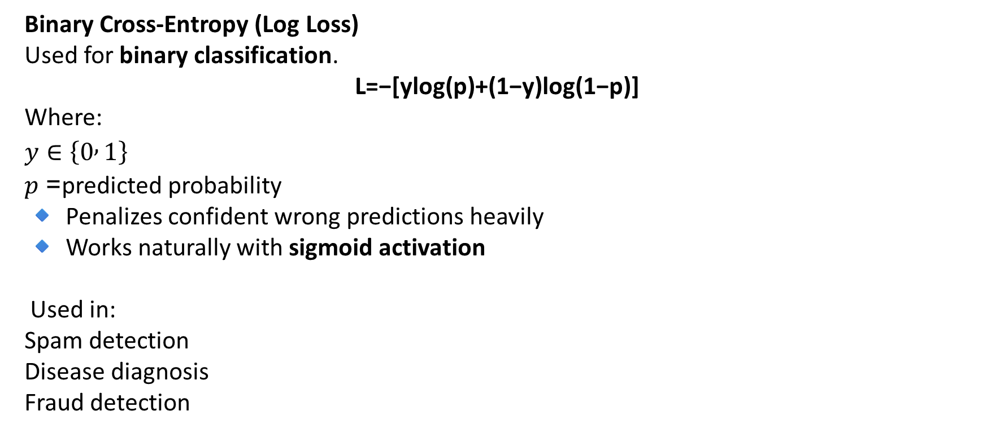 Binary Cross-Entropy (Log Loss)
Used for binary classification.
L=−[ylog(p)+(1−y)log(1−p)]
Where:
𝑦 ∈ {0, 1}
𝑝 =predicted probability
🔹 Penalizes confident wrong predictions heavily
🔹 Works naturally with sigmoid activation
Used in:
Spam detection
Disease diagnosis
Fraud detection